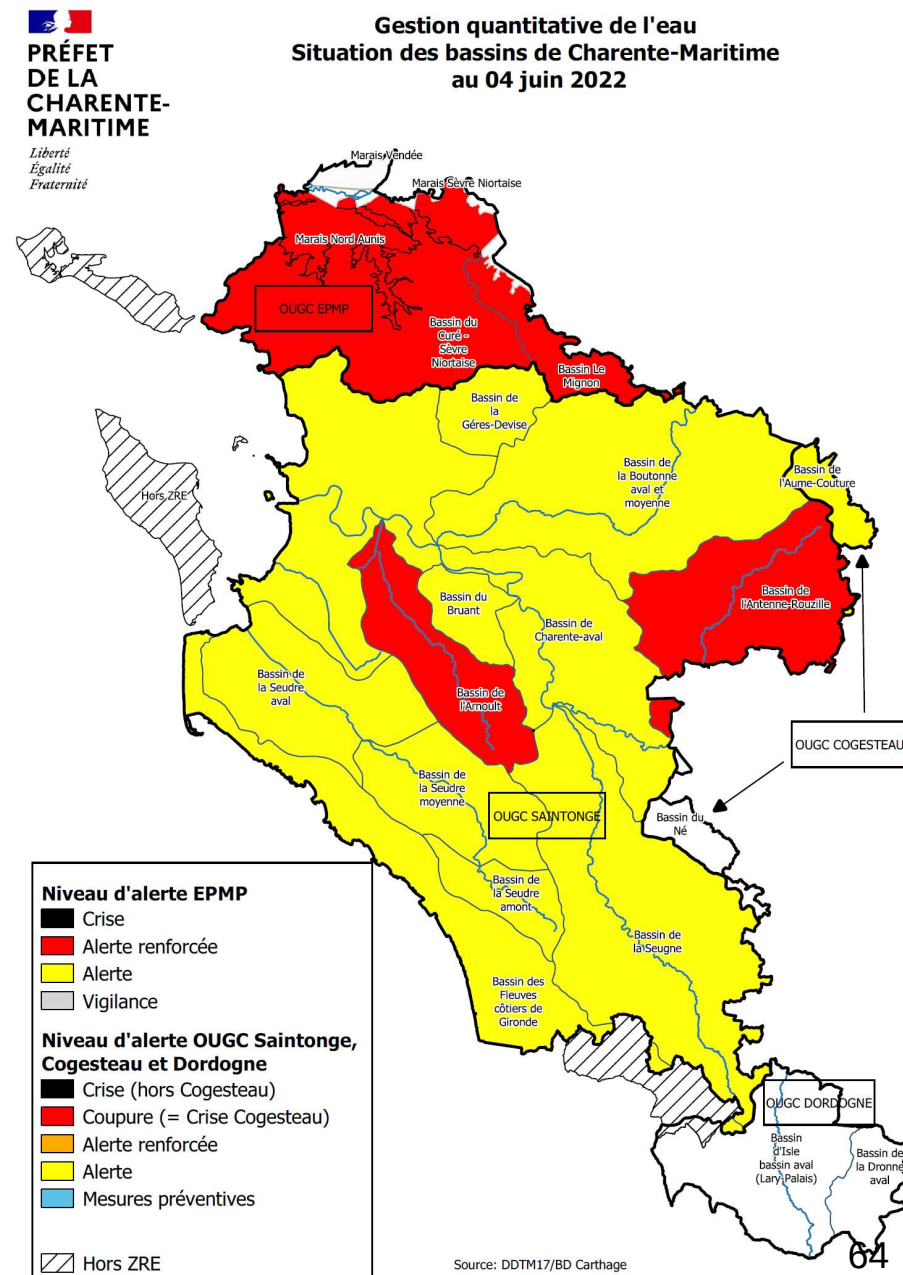 PRÉFET
DE LA
CHARENTE-
MARITIME
Liberté
Égalité
Fraternité
Gestion quantitative de l'eau
Situation des bassins de Charente-Maritime
au 04 juin 2022
Marais Vendée
Marais Sèvre Niortaise
Marais Nord Aunis
OUGC EPMP
Bassin du
Curé -
Sèvre
Niortaise
Bassin Le
Mignon
Bassin de
la
Géres-Devise
Bassin de
la Boutonne
aval et
moyenne
Bassin de
l'Aume-Couture
Hors ZRE
Bassin du
Bruant
Bassin de
Charente-aval
Bassin de
l'Antenne-Rouzille
Bassin de
la Seudre
aval
Bassin de
l'Arnoult
OUGC COGESTEAU
Bassin de
la Seudre
moyenne
OUGC SAINTONGE
Bassin du
Né
Bassin de
la Seudre
amont
Bassin de
la Seugne
Bassin des
Fleuves
côtiers de
Gironde
OUGC DORDOGNE
Bassin
d'Isle
bassin aval
(Lary-Palais)
Bassin de
la Dronne
aval
Niveau d'alerte EPMP
Crise
Alerte renforcée
Alerte
Vigilance
Niveau d'alerte OUGC Saintonge,
Cogesteau et Dordogne
Crise (hors Cogesteau)
Coupure (= Crise Cogesteau)
Alerte renforcée
Alerte
Mesures préventives
Hors ZRE
Source: DDTM17/BD Carthage
64